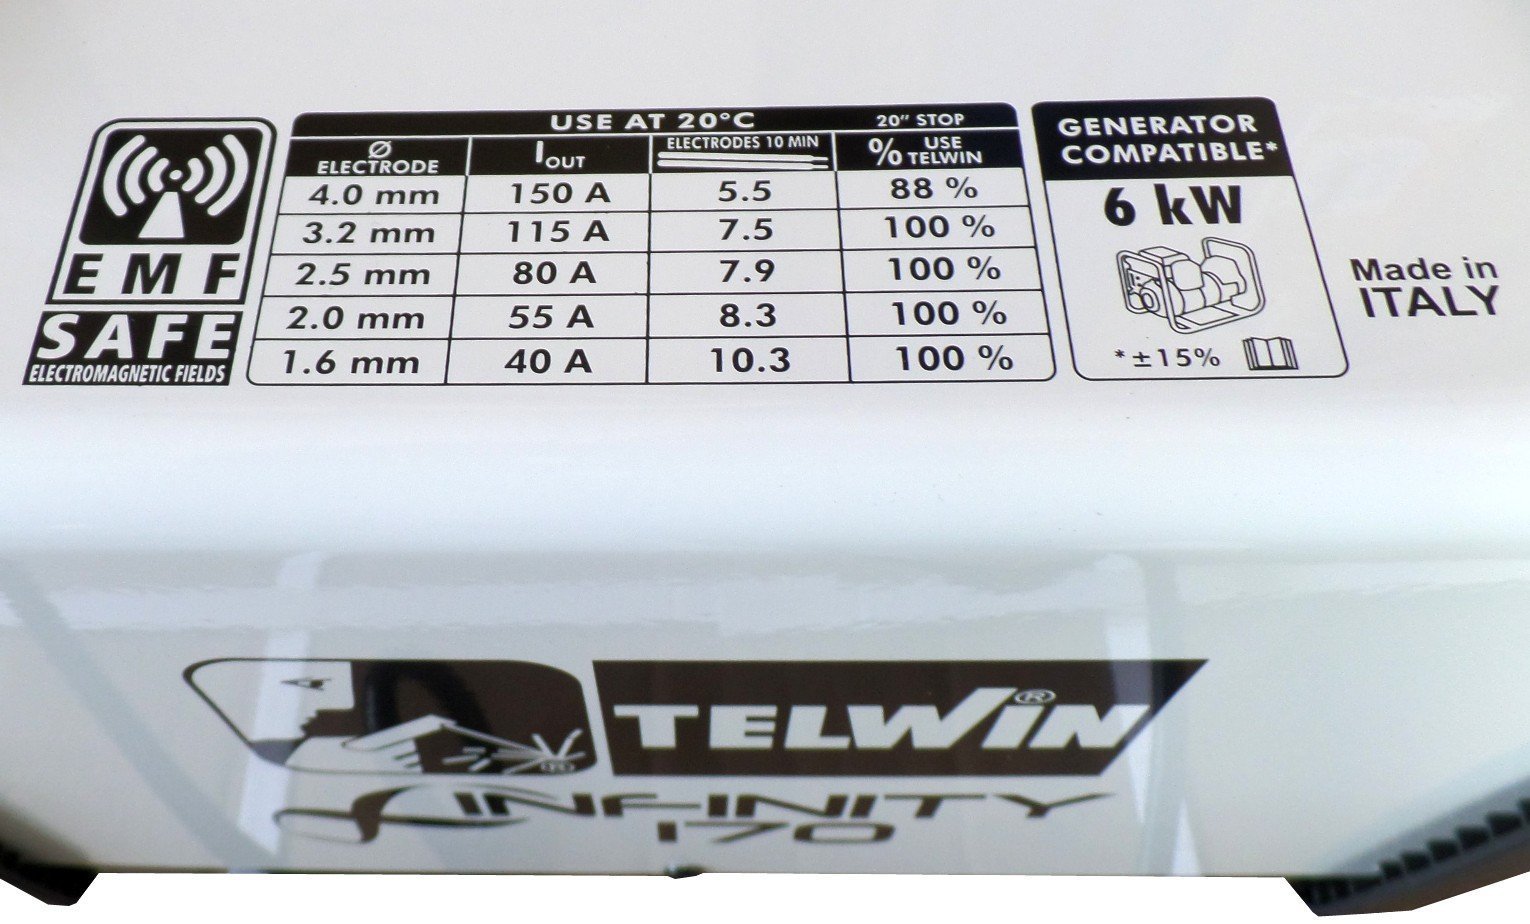 EMF
SAFE
ELECTROMAGNETIC FIELDS
USE AT 20°C 20" STOP
Ø ELECTRODE IOUT ELECTRODES 10 MIN % USE TELWIN
4.0 mm 150 A 5.5 88 %
3.2 mm 115 A 7.5 100 %
2.5 mm 80 A 7.9 100 %
2.0 mm 55 A 8.3 100 %
1.6 mm 40 A 10.3 100 %
GENERATOR
COMPATIBLE*
6 kW
*±15%
Made in
ITALY
TELWIN®
INFINITY
170